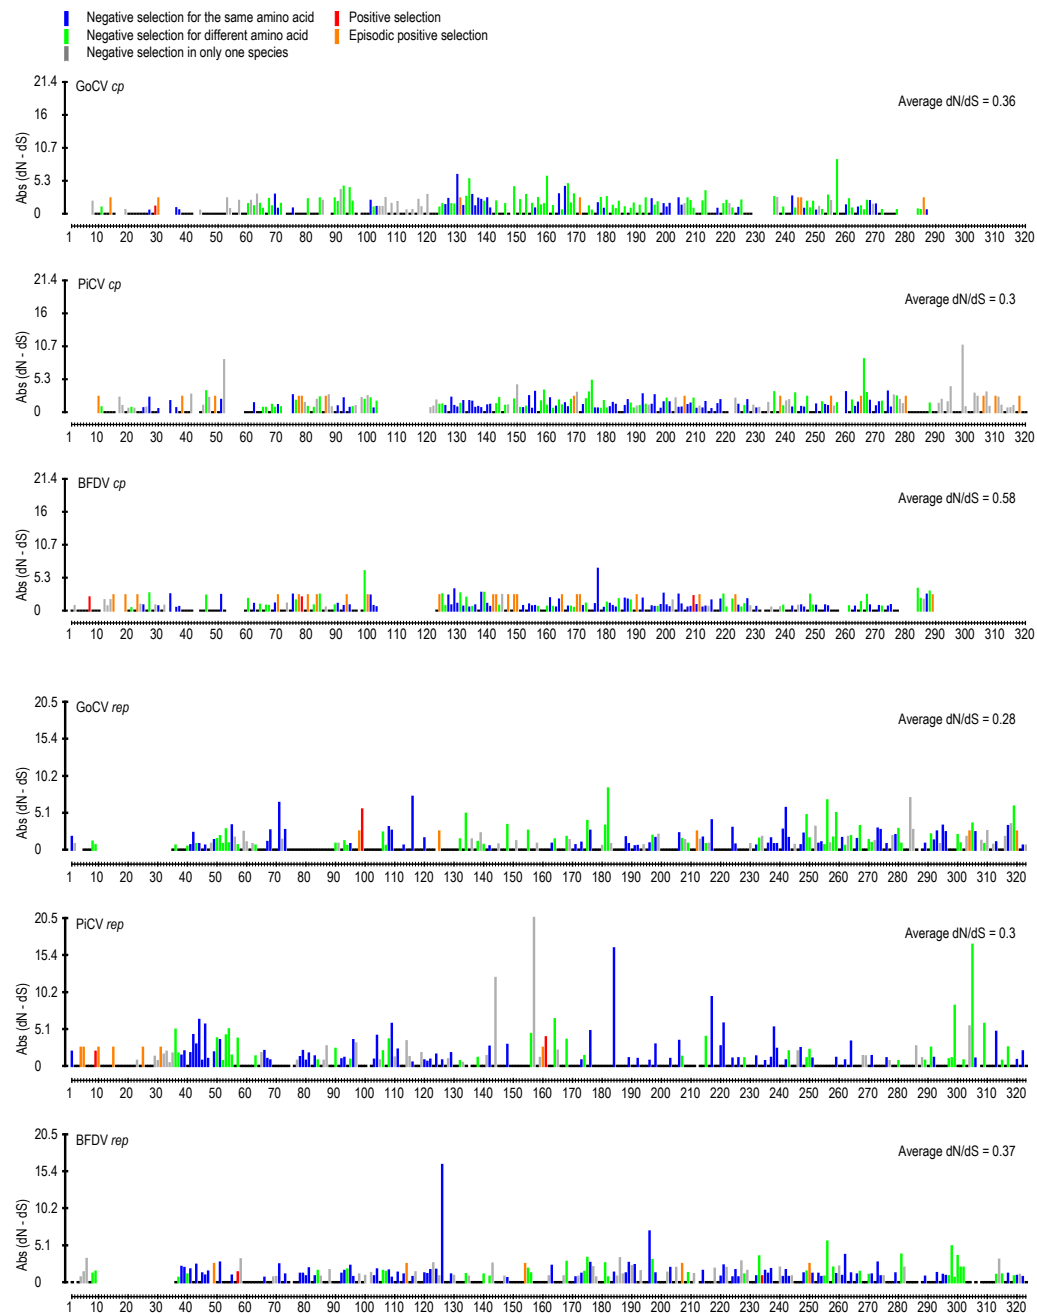 Negative selection for the same amino acid
Positive selection
Negative selection for different amino acid
Episodic positive selection
Negative selection in only one species
GoCV cp
Average dN/dS = 0.36
Abs (dN - dS)
21.4
16
10.7
5.3
0
1 10 20 30 40 50 60 70 80 90 100 110 120 130 140 150 160 170 180 190 200 210 220 230 240 250 260 270 280 290 300 310 320
PiCV cp
Average dN/dS = 0.3
Abs (dN - dS)
21.4
16
10.7
5.3
0
1 10 20 30 40 50 60 70 80 90 100 110 120 130 140 150 160 170 180 190 200 210 220 230 240 250 260 270 280 290 300 310 320
BFDV cp
Average dN/dS = 0.58
Abs (dN - dS)
21.4
16
10.7
5.3
0
1 10 20 30 40 50 60 70 80 90 100 110 120 130 140 150 160 170 180 190 200 210 220 230 240 250 260 270 280 290 300 310 320
GoCV rep
Average dN/dS = 0.28
Abs (dN - dS)
20.5
15.4
10.2
5.1
0
1 10 20 30 40 50 60 70 80 90 100 110 120 130 140 150 160 170 180 190 200 210 220 230 240 250 260 270 280 290 300 310 320
PiCV rep
Average dN/dS = 0.3
Abs (dN - dS)
20.5
15.4
10.2
5.1
0
1 10 20 30 40 50 60 70 80 90 100 110 120 130 140 150 160 170 180 190 200 210 220 230 240 250 260 270 280 290 300 310 320
BFDV rep
Average dN/dS = 0.37
Abs (dN - dS)
20.5
15.4
10.2
5.1
0
1 10 20 30 40 50 60 70 80 90 100 110 120 130 140 150 160 170 180 190 200 210 220 230 240 250 260 270 280 290 300 310 320